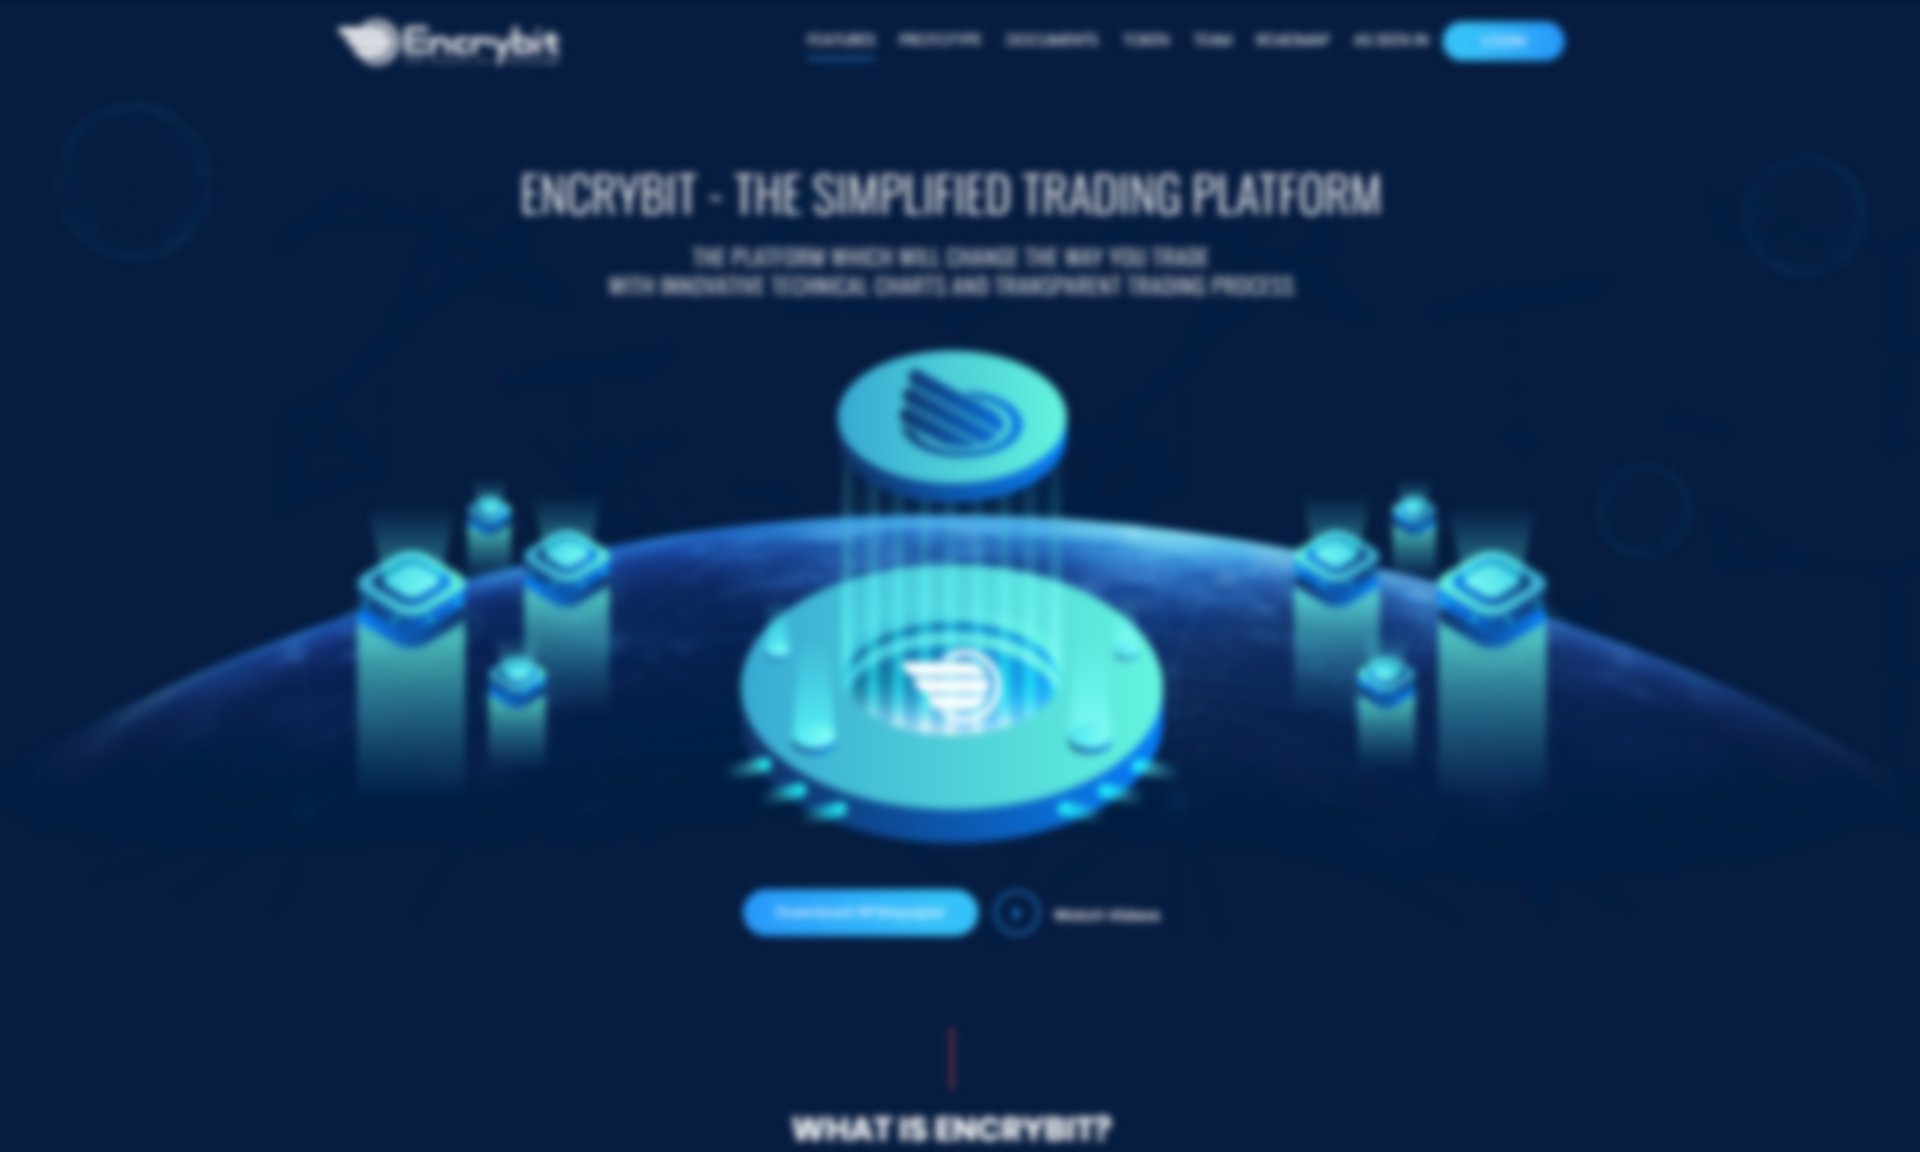 Encrybit
FEATURES PROTOTYPE DOCUMENTS TOKEN TEAM ROADMAP AS SEEN IN LOGIN
ENCRYBIT - THE SIMPLIFIED TRADING PLATFORM
THE PLATFORM WHICH WILL CHANGE THE WAY YOU TRADE
WITH INNOVATIVE TECHNICAL CHARTS AND TRANSPARENT TRADING PROCESS
Download Whitepaper Watch Videos
WHAT IS ENCRYBIT?